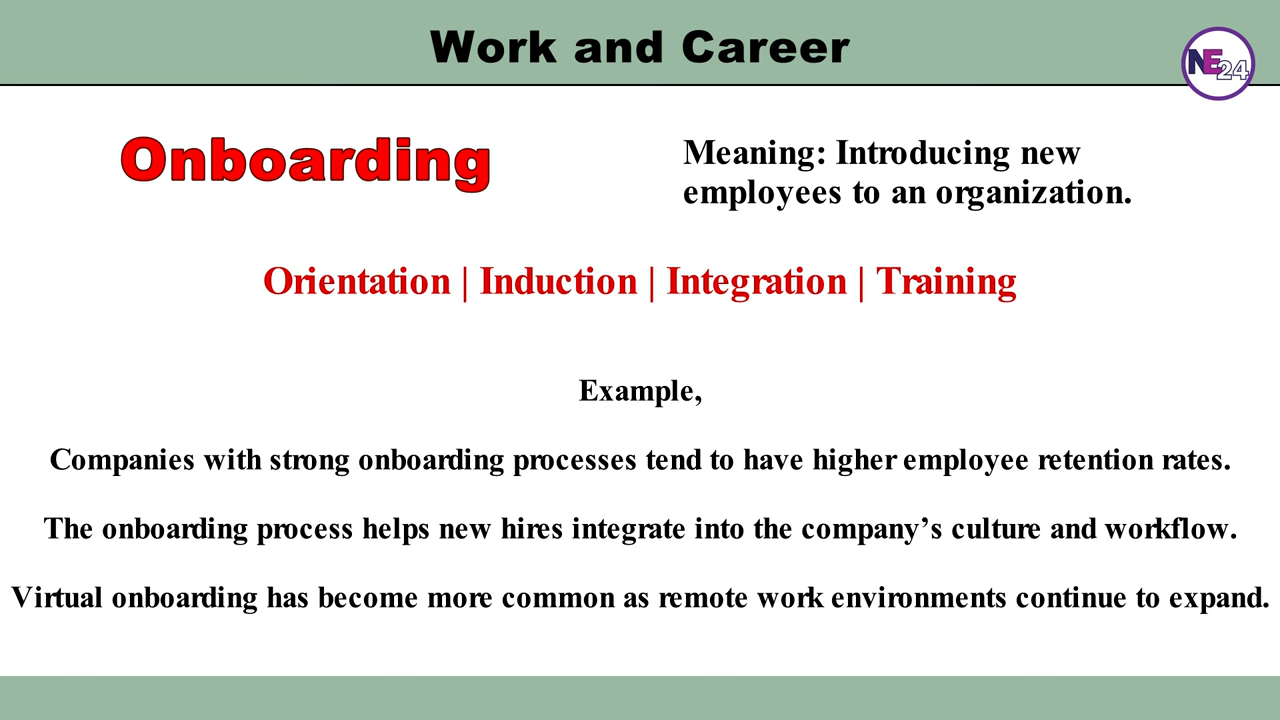 Work and Career
NE24
Onboarding
Meaning: Introducing new
employees to an organization.
Orientation | Induction | Integration | Training
Example,
Companies with strong onboarding processes tend to have higher employee retention rates.
The onboarding process helps new hires integrate into the company’s culture and workflow.
Virtual onboarding has become more common as remote work environments continue to expand.